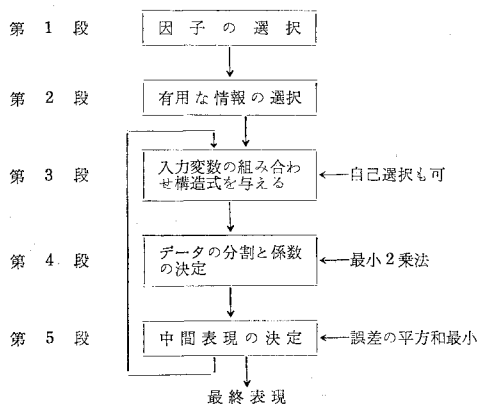 第1段
因子の選択
第2段
有用な情報の選択
第3段
入力変数の組み合わ
せ構造式を与える
自己選択も可
第4段
データの分割と係数
の決定
最小2乗法
第5段
中間表現の決定
誤差の平方和最小
最終表現